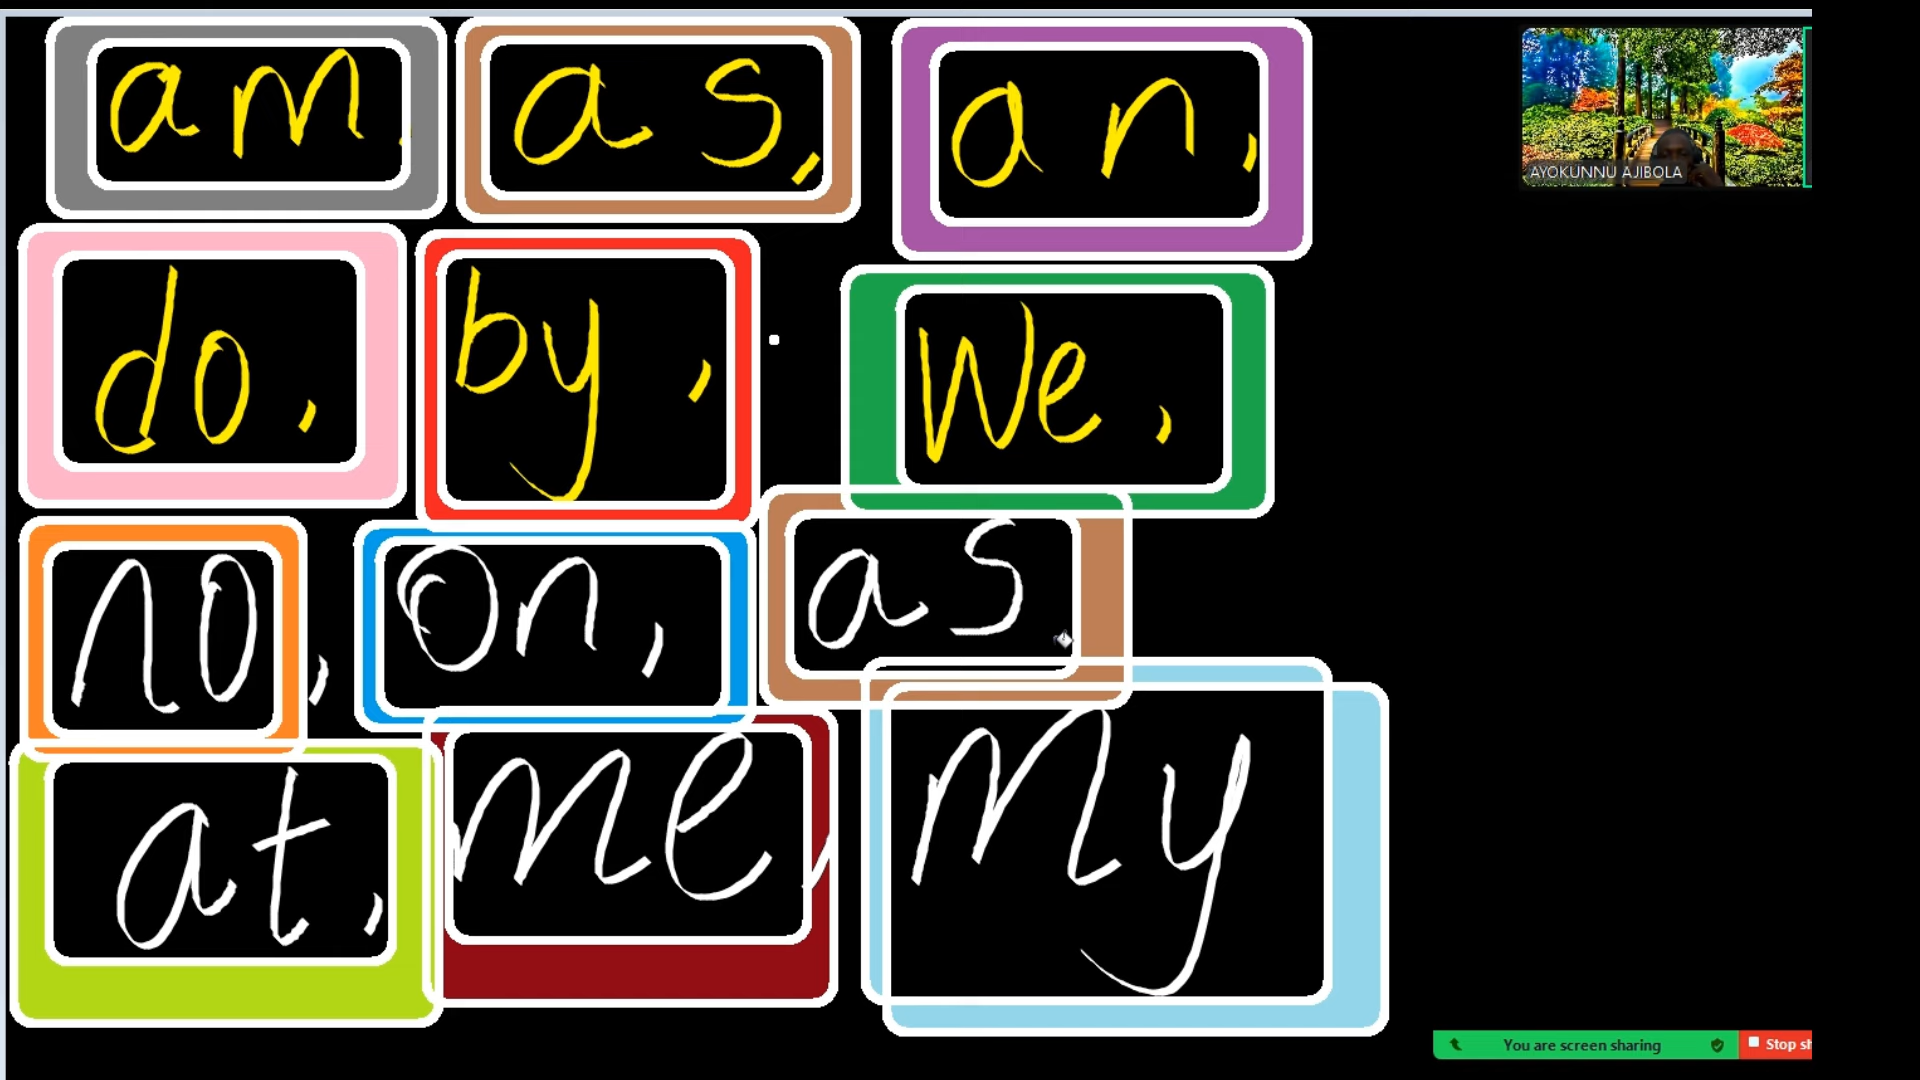 am, as, an,
do, by, we,
no, on, as,
at, me, my
AYOKUNNU AJIBOLA
You are screen sharing
Stop sh